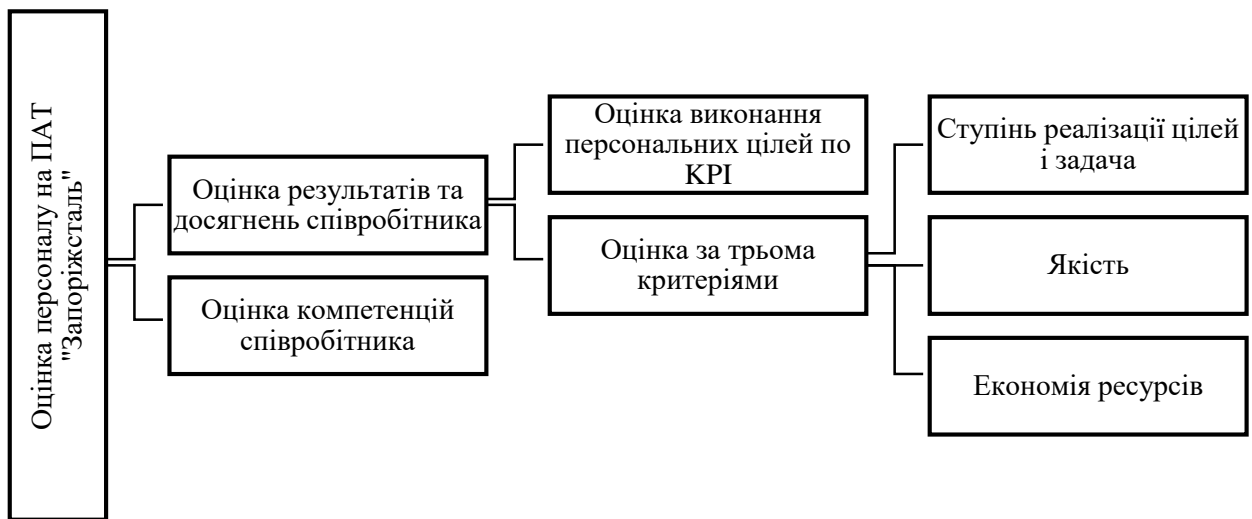 Оцінка персоналу на ПАТ
"Запоріжсталь"
Оцінка результатів та
досягнень співробітника
Оцінка компетенцій
співробітника
Оцінка виконання
персональних цілей по
KPI
Оцінка за трьома
критеріями
Ступінь реалізації цілей
і задача
Якість
Економія ресурсів